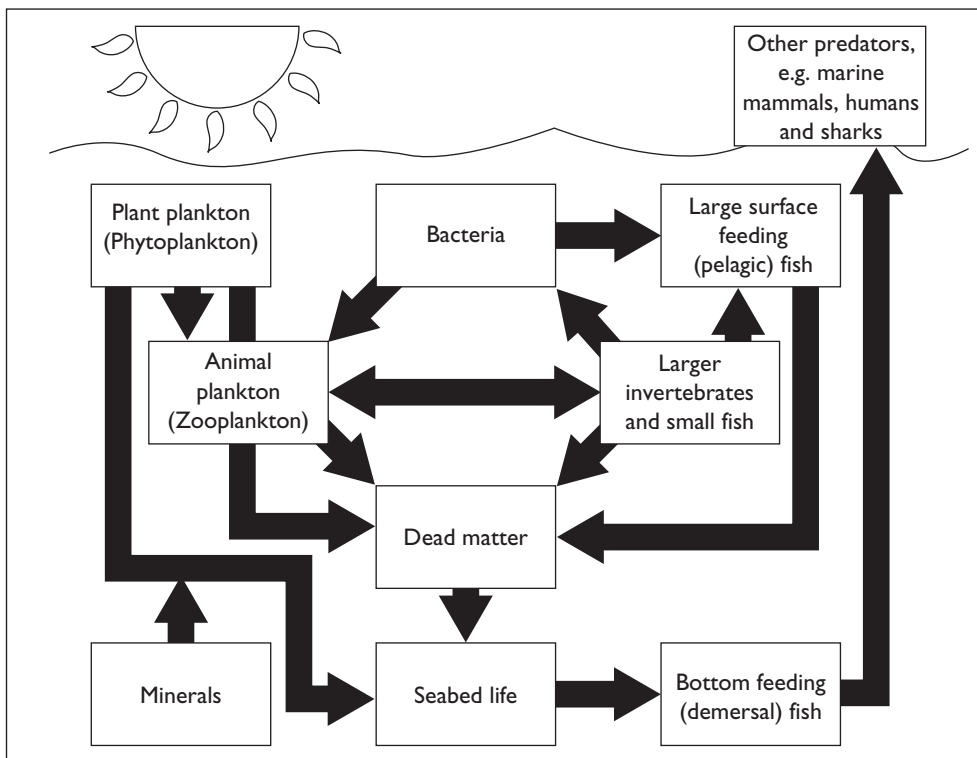 Other predators,
e.g. marine
mammals, humans
and sharks
Plant plankton
(Phytoplankton)
Bacteria
Large surface
feeding
(pelagic) fish
Animal
plankton
(Zooplankton)
Larger
invertebrates
and small fish
Dead matter
Minerals
Seabed life
Bottom feeding
(demersal) fish